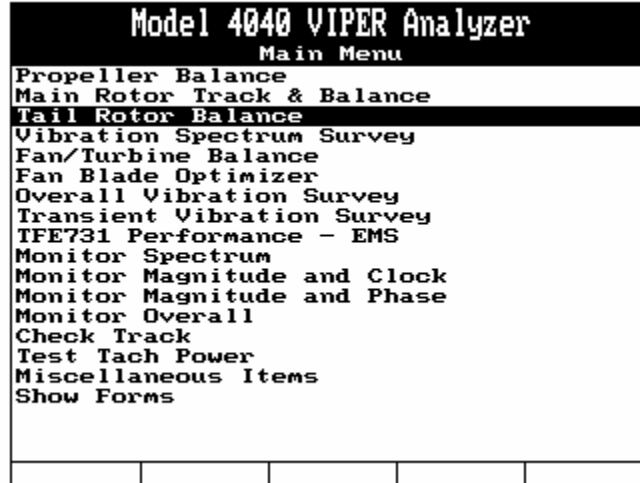 Model 4040 VIPER Analyzer
Main Menu
Propeller Balance
Main Rotor Track & Balance
Tail Rotor Balance
Vibration Spectrum Survey
Fan/Turbine Balance
Fan Blade Optimizer
Overall Vibration Survey
Transient Vibration Survey
TFE731 Performance - EMS
Monitor Spectrum
Monitor Magnitude and Clock
Monitor Magnitude and Phase
Monitor Overall
Check Track
Test Tach Power
Miscellaneous Items
Show Forms